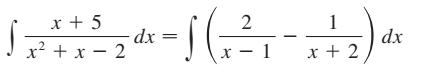 ∫ (x + 5)/(x² + x − 2) dx = ∫ (2/(x − 1) − 1/(x + 2)) dx